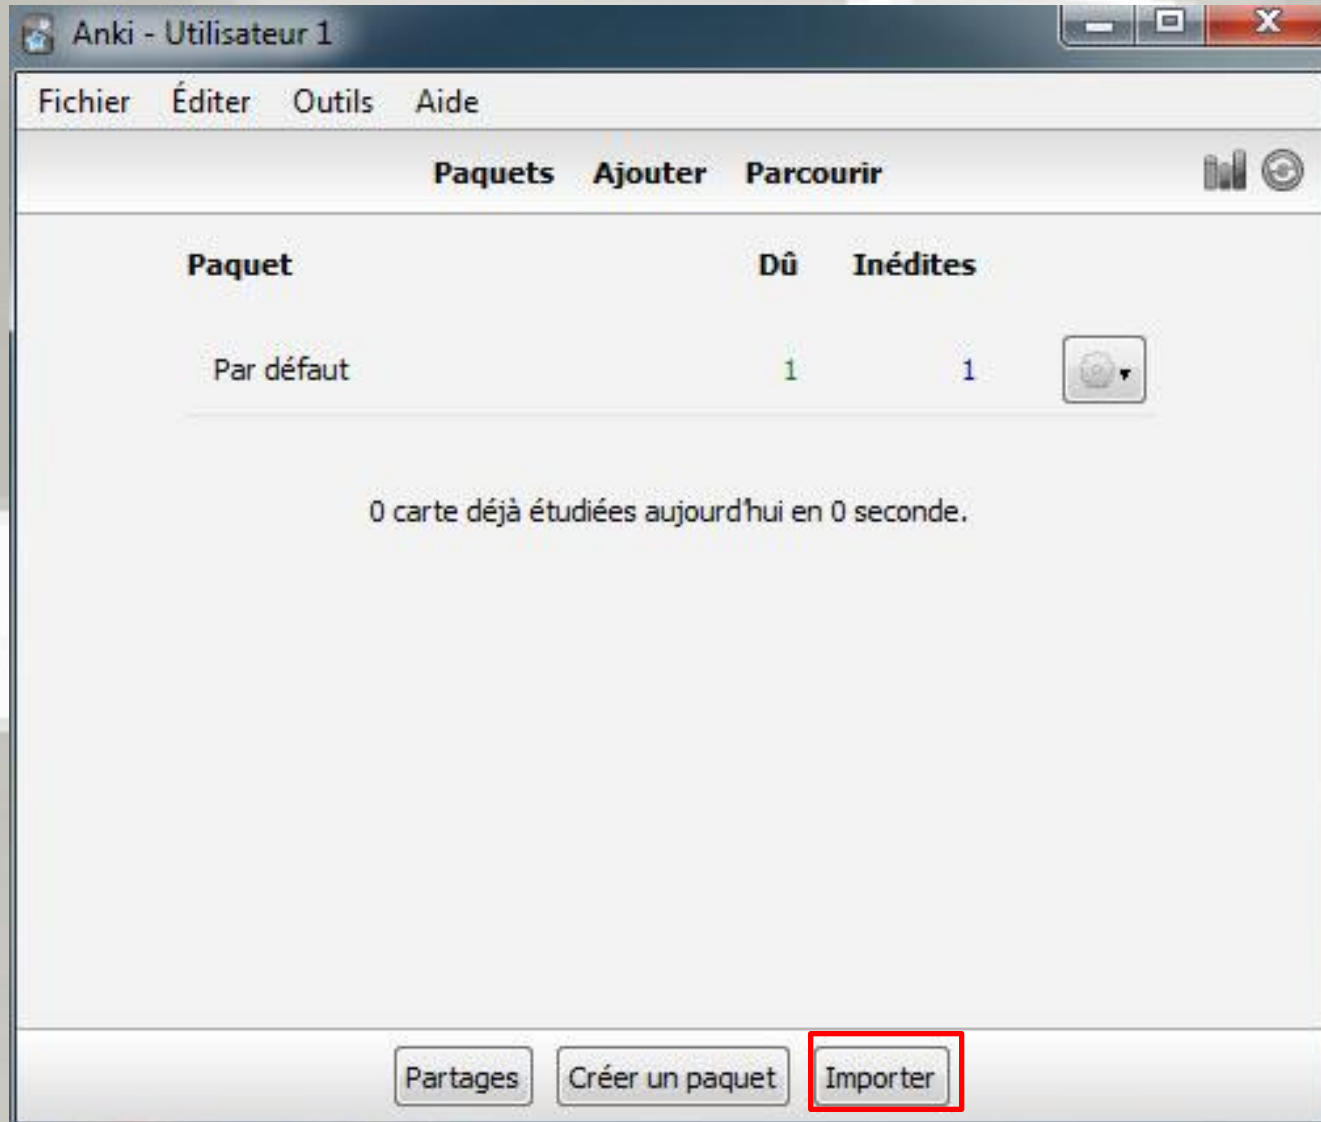 Anki - Utilisateur 1
Fichier Éditer Outils Aide
Paquets Ajouter Parcourir
Paquet Dû Inédites
Par défaut 1 1
0 carte déjà étudiées aujourd'hui en 0 seconde.
Partages Créer un paquet Importer